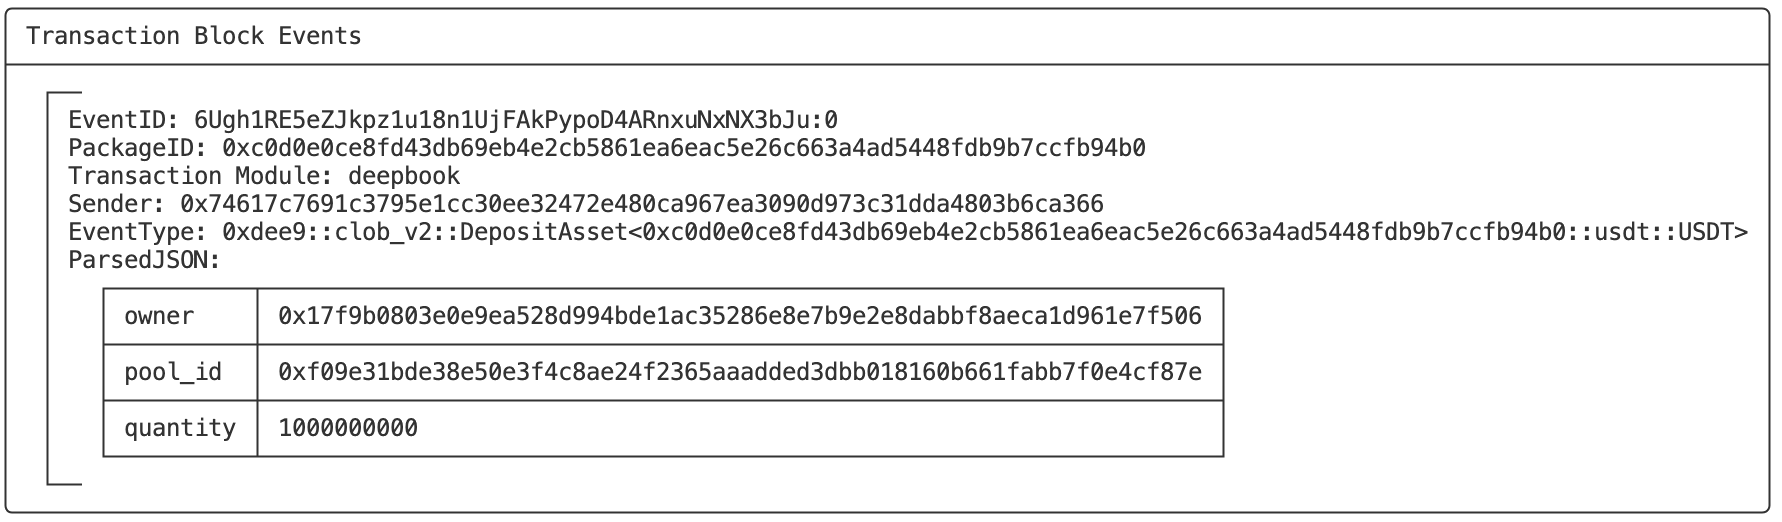 Transaction Block Events
EventID: 6Ugh1RE5eZJkpz1u18n1UjFAkPypoD4ARnxuNxNX3bJu:0
PackageID: 0xc0d0e0ce8fd43db69eb4e2cb5861ea6eac5e26c663a4ad5448fdb9b7ccfb94b0
Transaction Module: deepbook
Sender: 0x74617c7691c3795e1cc30ee32472e480ca967ea3090d973c31dda4803b6ca366
EventType: 0xdee9::clob_v2::DepositAsset<0xc0d0e0ce8fd43db69eb4e2cb5861ea6eac5e26c663a4ad5448fdb9b7ccfb94b0::usdt::USDT>
ParsedJSON:
owner 0x17f9b0803e0e9ea528d994bde1ac35286e8e7b9e2e8dabbf8aeca1d961e7f506
pool_id 0xf09e31bde38e50e3f4c8ae24f2365aaadded3dbb018160b661fabb7f0e4cf87e
quantity 1000000000